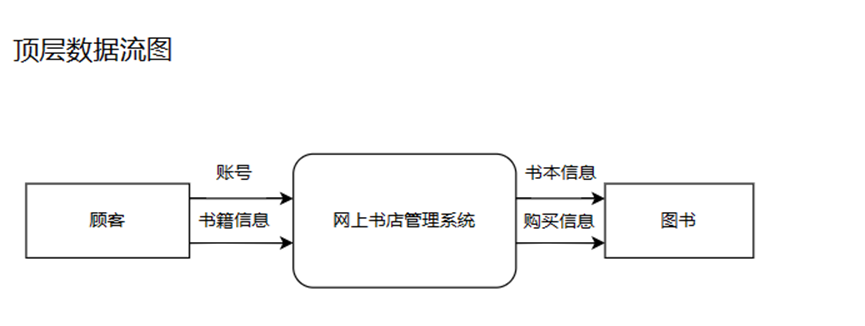 顶层数据流图
账号
书本信息
顾客
书籍信息
网上书店管理系统
购买信息
图书